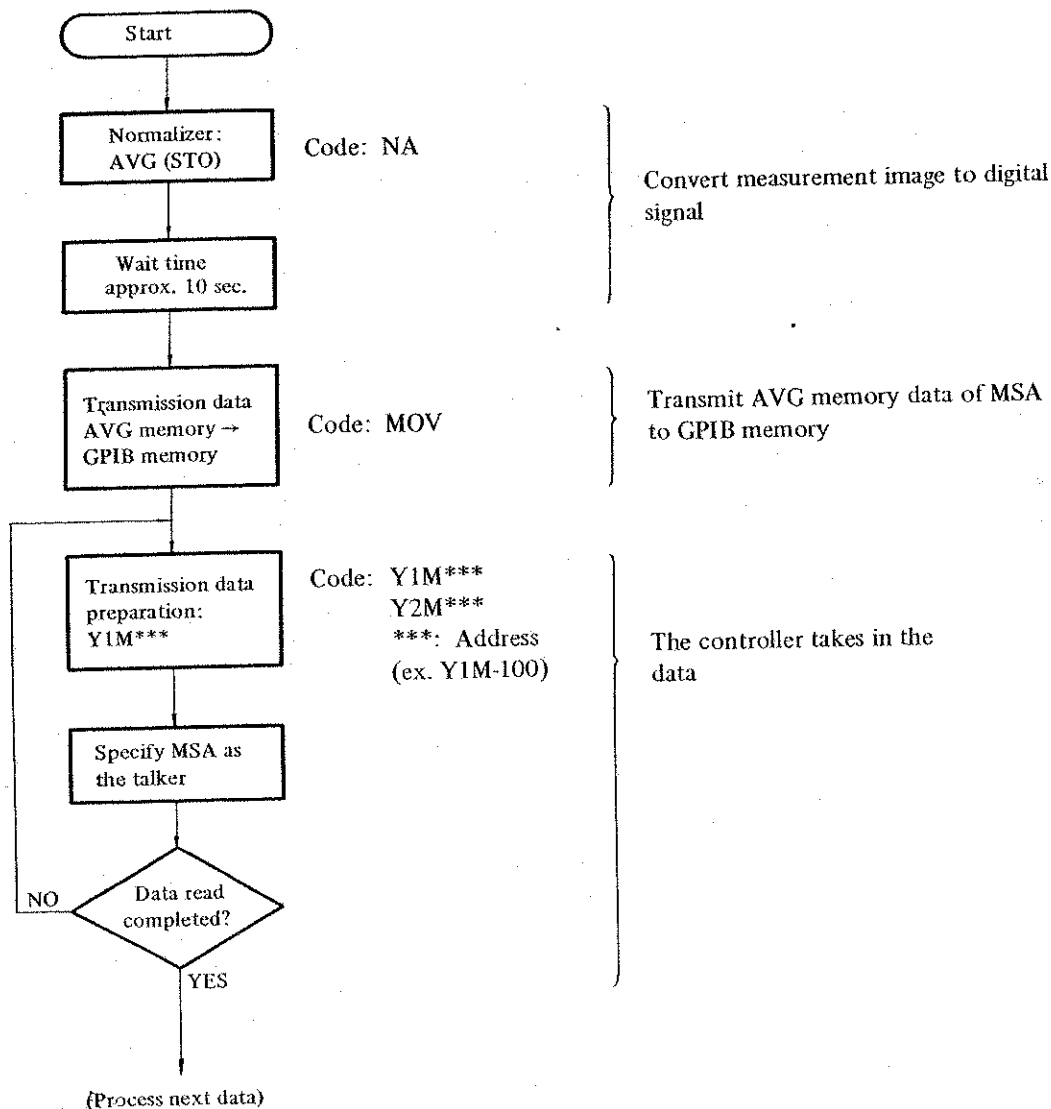 Start
Normalizer:
AVG (STO)
Code: NA
Convert measurement image to digital
signal
Wait time
approx. 10 sec.
Transmission data
AVG memory →
GPIB memory
Code: MOV
Transmit AVG memory data of MSA
to GPIB memory
Transmission data
preparation:
Y1M***
Code: Y1M***
Y2M***
***: Address
(ex. Y1M-100)
The controller takes in the
data
Specify MSA as
the talker
Data read
completed?
NO
YES
(Process next data)